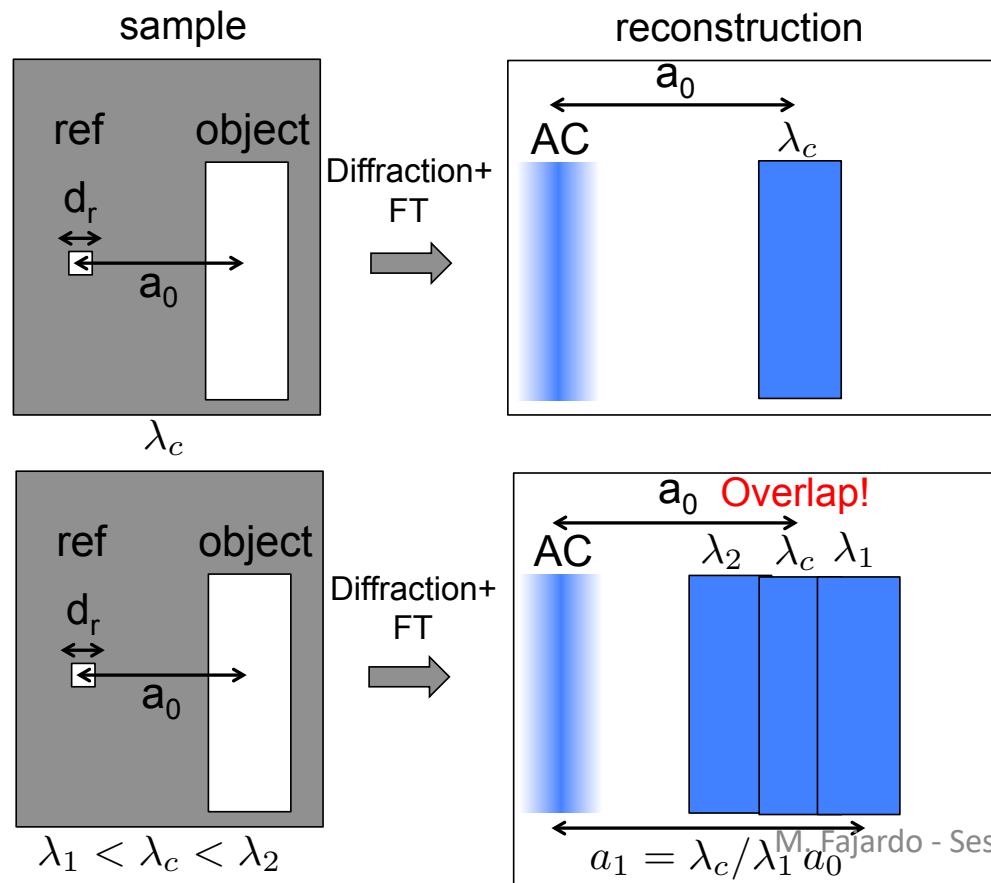 sample
reconstruction
ref
object
d_r
a_0
λ_c
Diffraction+
FT
a_0
AC
λ_c
ref
object
d_r
a_0
λ_1 < λ_c < λ_2
Diffraction+
FT
a_0 Overlap!
AC
λ_2 λ_c λ_1
a_1 = λ_c/λ_1 a_0
M. Fajardo - Ses